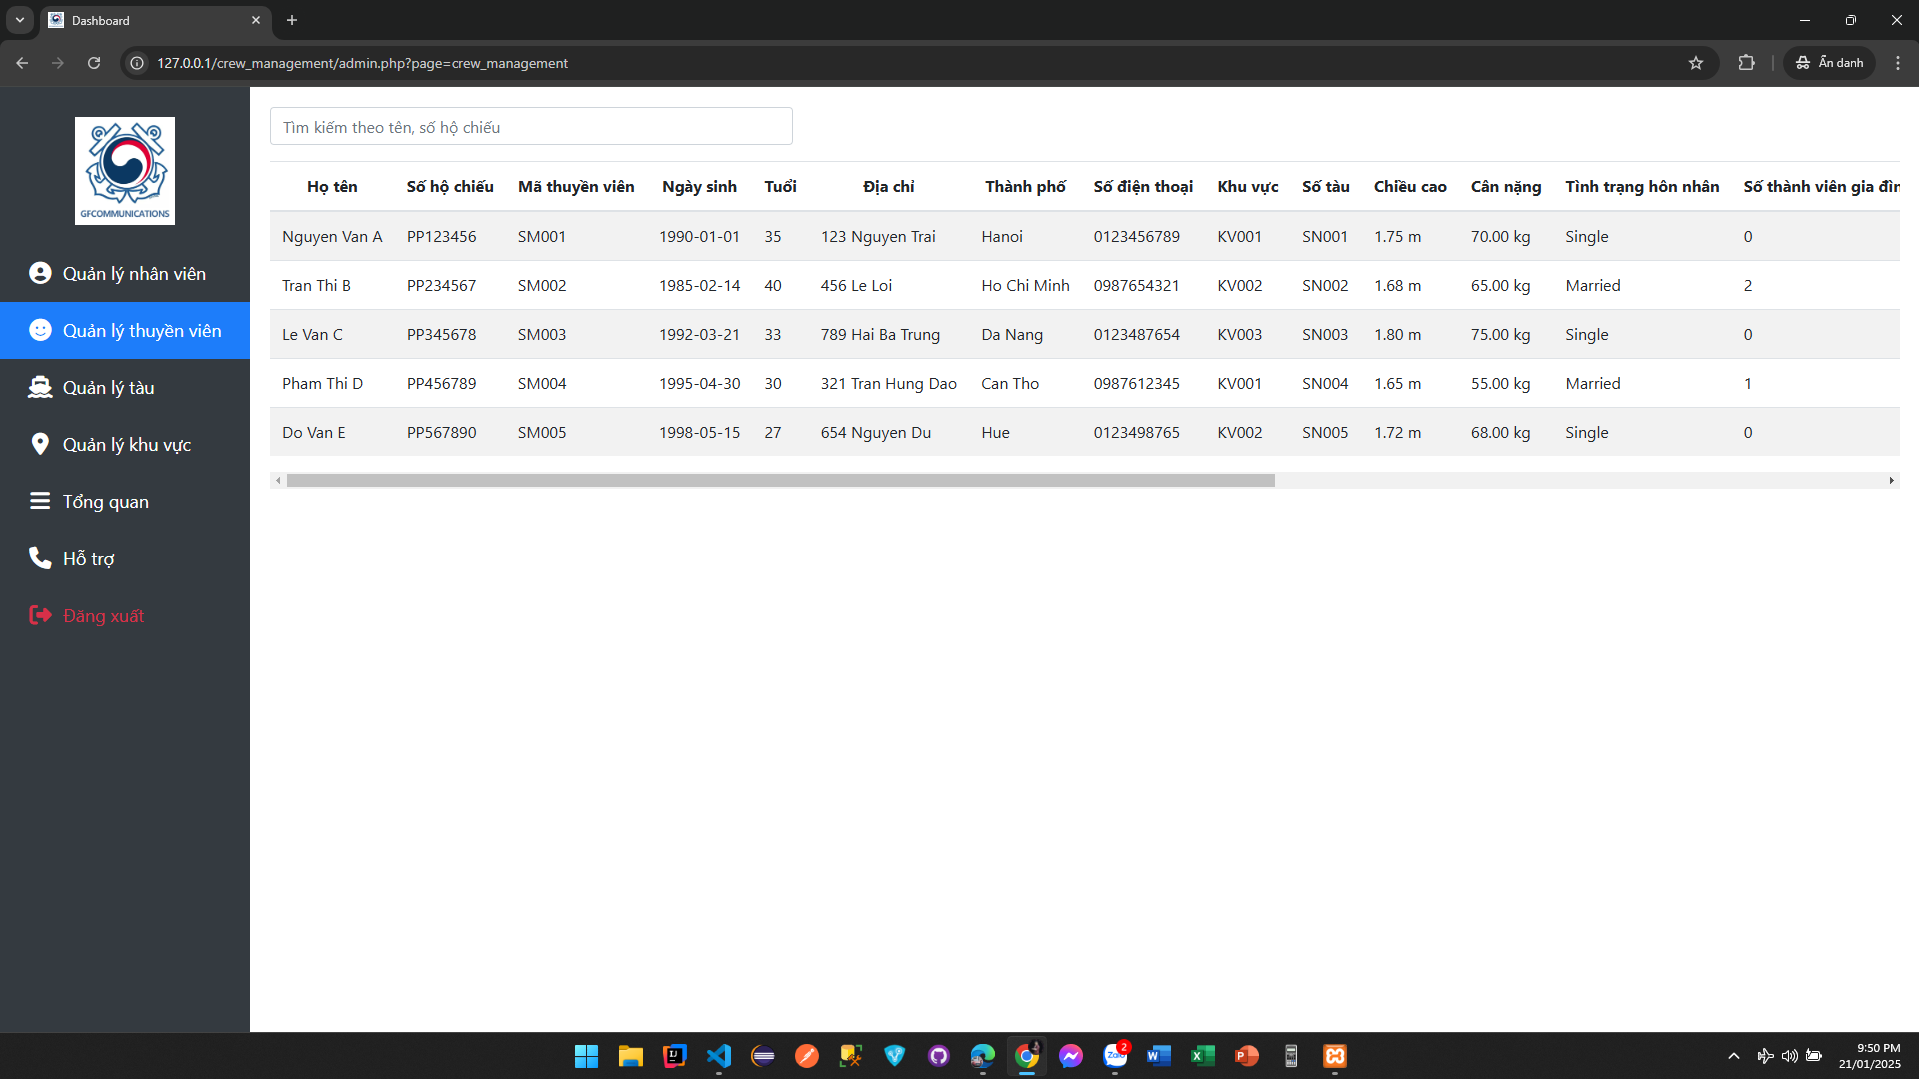 Dashboard
127.0.0.1/crew_management/admin.php?page=crew_management
Ẩn danh
GFCOMMUNICATIONS
Quản lý nhân viên
Quản lý thuyền viên
Quản lý tàu
Quản lý khu vực
Tổng quan
Hỗ trợ
Đăng xuất
Tìm kiếm theo tên, số hộ chiếu
Họ tên Số hộ chiếu Mã thuyền viên Ngày sinh Tuổi Địa chỉ Thành phố Số điện thoại Khu vực Số tàu Chiều cao Cân nặng Tình trạng hôn nhân Số thành viên gia đìn
Nguyen Van A PP123456 SM001 1990-01-01 35 123 Nguyen Trai Hanoi 0123456789 KV001 SN001 1.75 m 70.00 kg Single 0
Tran Thi B PP234567 SM002 1985-02-14 40 456 Le Loi Ho Chi Minh 0987654321 KV002 SN002 1.68 m 65.00 kg Married 2
Le Van C PP345678 SM003 1992-03-21 33 789 Hai Ba Trung Da Nang 0123487654 KV003 SN003 1.80 m 75.00 kg Single 0
Pham Thi D PP456789 SM004 1995-04-30 30 321 Tran Hung Dao Can Tho 0987612345 KV001 SN004 1.65 m 55.00 kg Married 1
Do Van E PP567890 SM005 1998-05-15 27 654 Nguyen Du Hue 0123498765 KV002 SN005 1.72 m 68.00 kg Single 0
Zalo 2
9:50 PM
21/01/2025